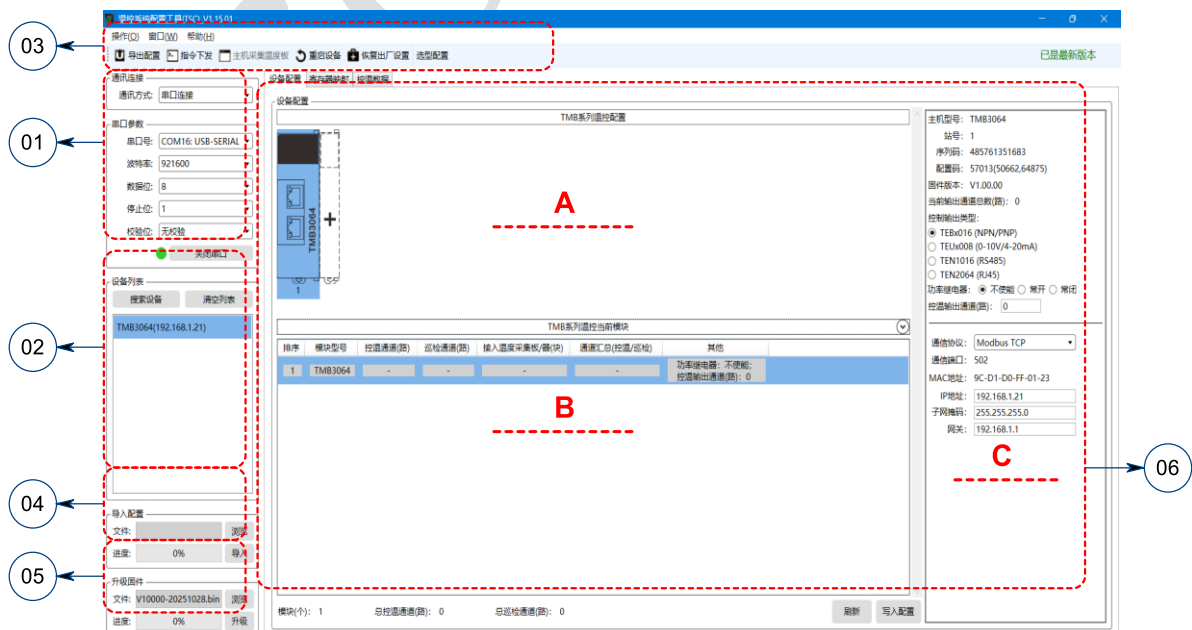 温控系统配置工具(TSC) V1.15.01
操作(O) 窗口(W) 帮助(H)
导出配置 指令下发 主机采集温度板 重启设备 恢复出厂设置 选型配置
已是最新版本
03
通讯连接
通讯方式: 串口连接
串口参数
串口号: COM16: USB-SERIAL
波特率: 921600
数据位: 8
停止位: 1
校验位: 无校验
关闭串口
01
设备列表
搜索设备 清空列表
TMB3064(192.168.1.21)
02
04
导入配置
文件: 浏览
进度: 0% 导入
05
升级固件
文件: V10000-20251028.bin 浏览
进度: 0% 升级
设备配置 寄存器映射 控温数据
设备配置
TMB系列温控配置
TMB3064
+
1
A
TMB系列温控当前模块
排序 模块型号 控温通道(路) 巡检通道(路) 接入温度采集板/器(块) 通道汇总(控温/巡检) 其他
1 TMB3064 - - - - 功率继电器: 不使能;
控温输出通道(路): 0
B
模块(个): 1 总控温通道(路): 0 总巡检通道(路): 0
刷新 写入配置
主机型号: TMB3064
站号: 1
序列码: 485761351683
配置码: 57013(50662,64875)
固件版本: V1.00.00
当前输出通道总数(路): 0
控制输出类型:
TEBx016 (NPN/PNP)
TEUx008 (0-10V/4-20mA)
TEN1016 (RS485)
TEN2064 (RJ45)
功率继电器: 不使能 常开 常闭
控温输出通道(路): 0
通信协议: Modbus TCP
通信端口: 502
MAC地址: 9C-D1-D0-FF-01-23
IP地址: 192.168.1.21
子网掩码: 255.255.255.0
网关: 192.168.1.1
C
06